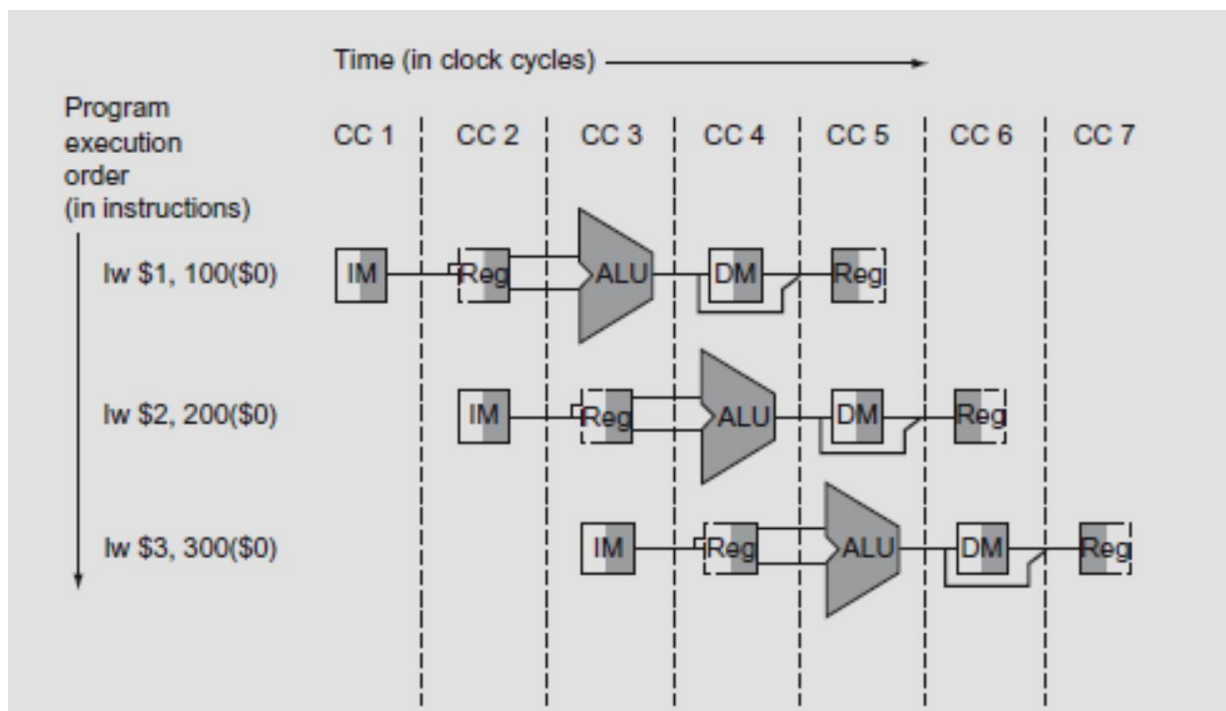 Time (in clock cycles)
Program
execution
order
(in instructions)
CC 1 CC 2 CC 3 CC 4 CC 5 CC 6 CC 7
lw $1, 100($0) IM Reg ALU DM Reg
lw $2, 200($0) IM Reg ALU DM Reg
lw $3, 300($0) IM Reg ALU DM Reg